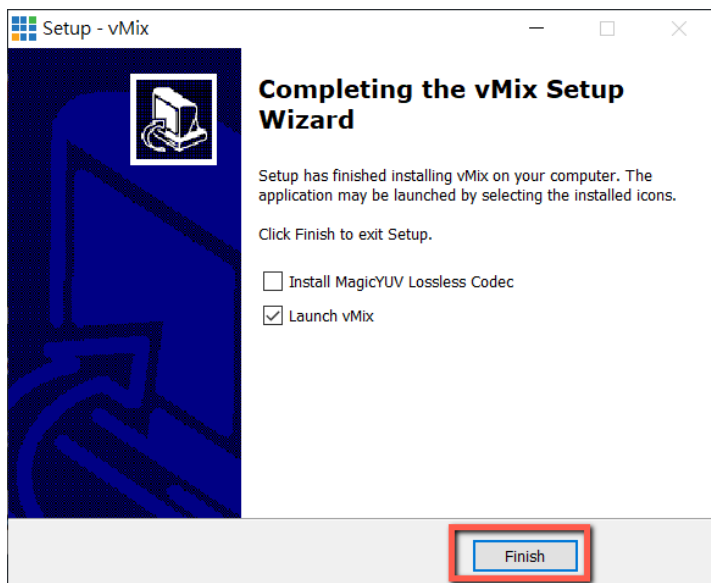 Setup - vMix
Completing the vMix Setup
Wizard
Setup has finished installing vMix on your computer. The
application may be launched by selecting the installed icons.
Click Finish to exit Setup.
Install MagicYUV Lossless Codec
Launch vMix
Finish